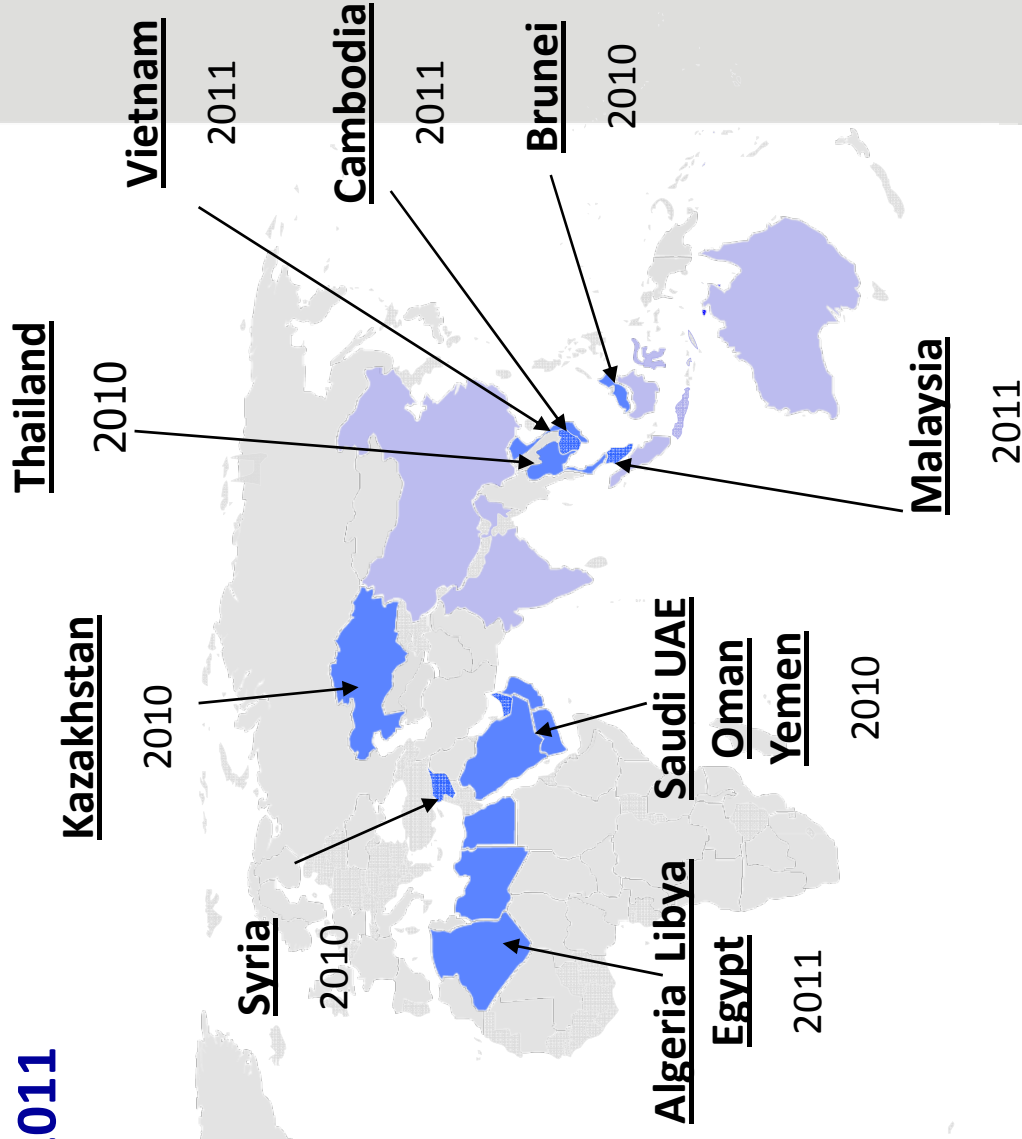 011
Thailand
2010
Kazakhstan
2010
Vietnam
2011
Syria
2010
Cambodia
2011
Brunei
2010
Algeria Libya
Egypt
2011
Saudi UAE
Oman
Yemen
2010
Malaysia
2011